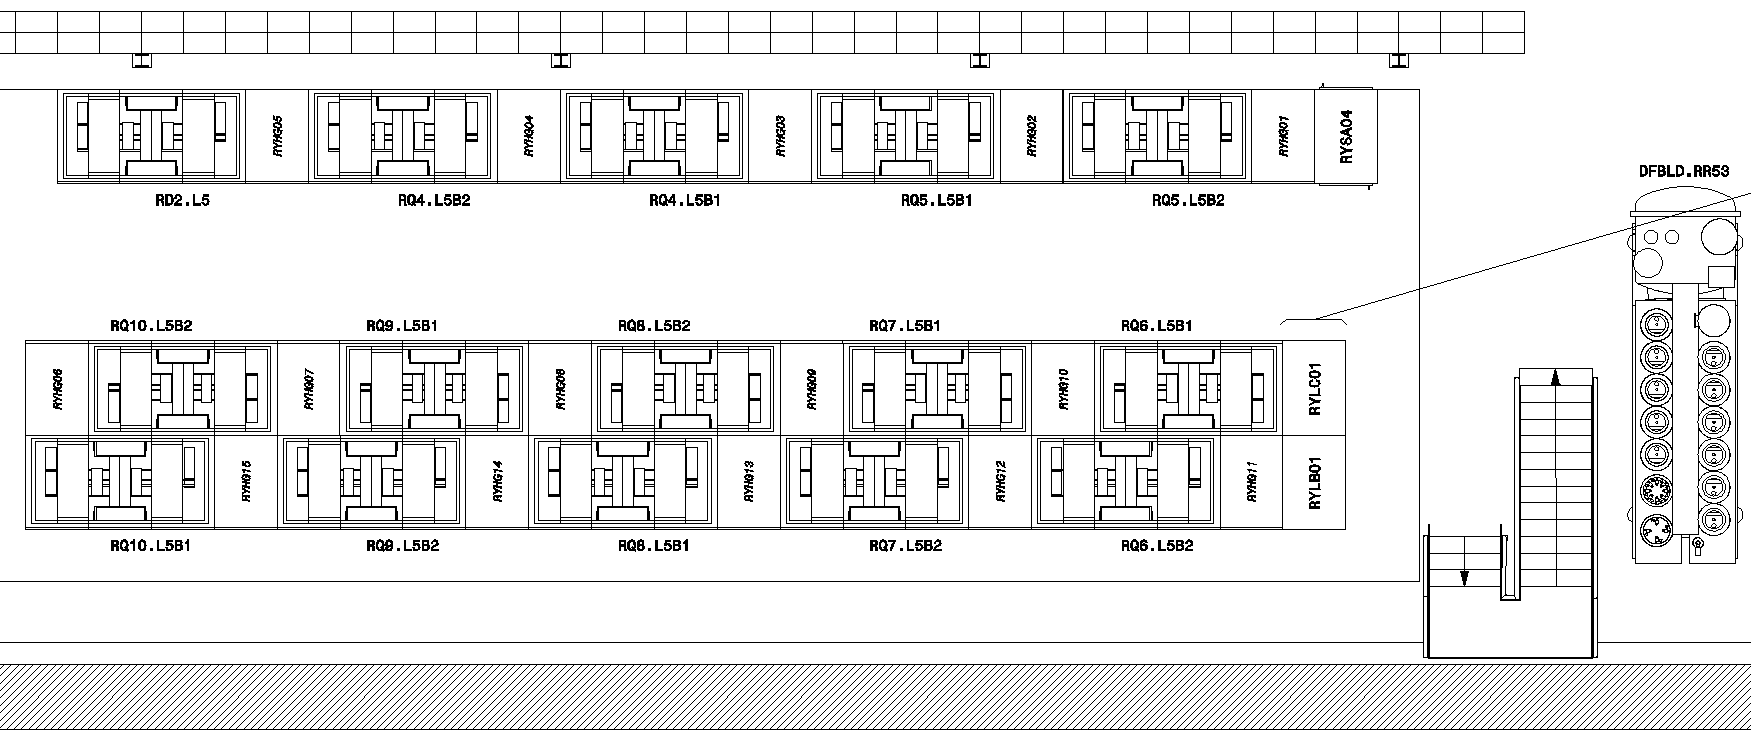 RYHG05
RYHG04
RYHG03
RYHG02
RYHG01
RYSA04
DFBLD.RR53
RD2.L5
RQ4.L5B2
RQ4.L5B1
RQ5.L5B1
RQ5.L5B2
RQ10.L5B2
RQ9.L5B1
RQ8.L5B2
RQ7.L5B1
RQ6.L5B1
RYHG06
RYHG07
RYHG08
RYHG09
RYHG10
RYLC01
RYHG15
RYHG14
RYHG13
RYHG12
RYHG11
RYLB01
RQ10.L5B1
RQ9.L5B2
RQ8.L5B1
RQ7.L5B2
RQ6.L5B2